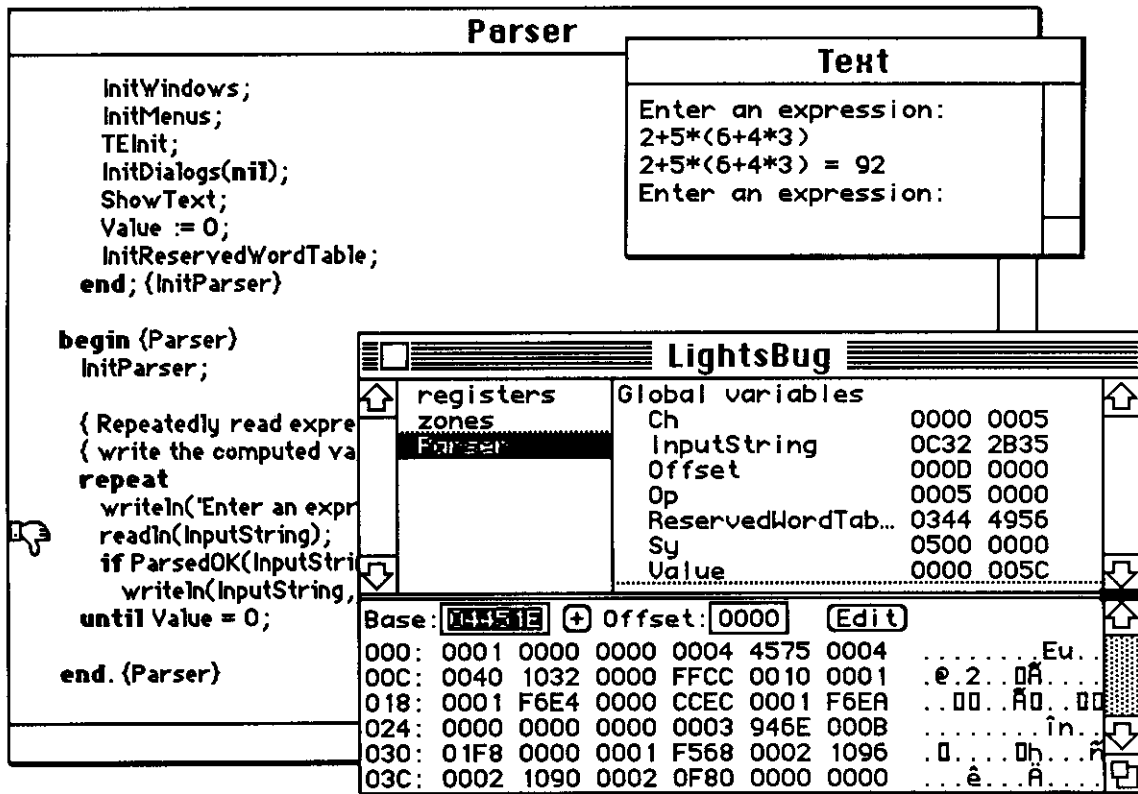 Parser
InitWindows;
InitMenus;
TEInit;
InitDialogs(nil);
ShowText;
Value := 0;
InitReservedWordTable;
end; {InitParser}
begin {Parser}
InitParser;
{ Repeatedly read expre
{ write the computed va
repeat
writeln('Enter an expr
readln(InputString);
if ParsedOK(InputStri
writeln(InputString,
until Value = 0;
end. {Parser}
Text
Enter an expression:
2+5*(6+4*3)
2+5*(6+4*3) = 92
Enter an expression:
LightsBug
registers
zones
Parser
Global variables
Ch 0000 0005
InputString 0C32 2B35
Offset 000D 0000
Op 0005 0000
ReservedWordTab... 0344 4956
Sy 0500 0000
Value 0000 005C
Base: 04451E + Offset: 0000 Edit
000: 0001 0000 0000 0004 4575 0004 ........Eu..
00C: 0040 1032 0000 FFCC 0010 0001
018: 0001 F6E4 0000 CCEC 0001 F6EA
024: 0000 0000 0000 0003 946E 000B ........în..
030: 01F8 0000 0001 F568 0002 1096
03C: 0002 1090 0002 0F80 0000 0000